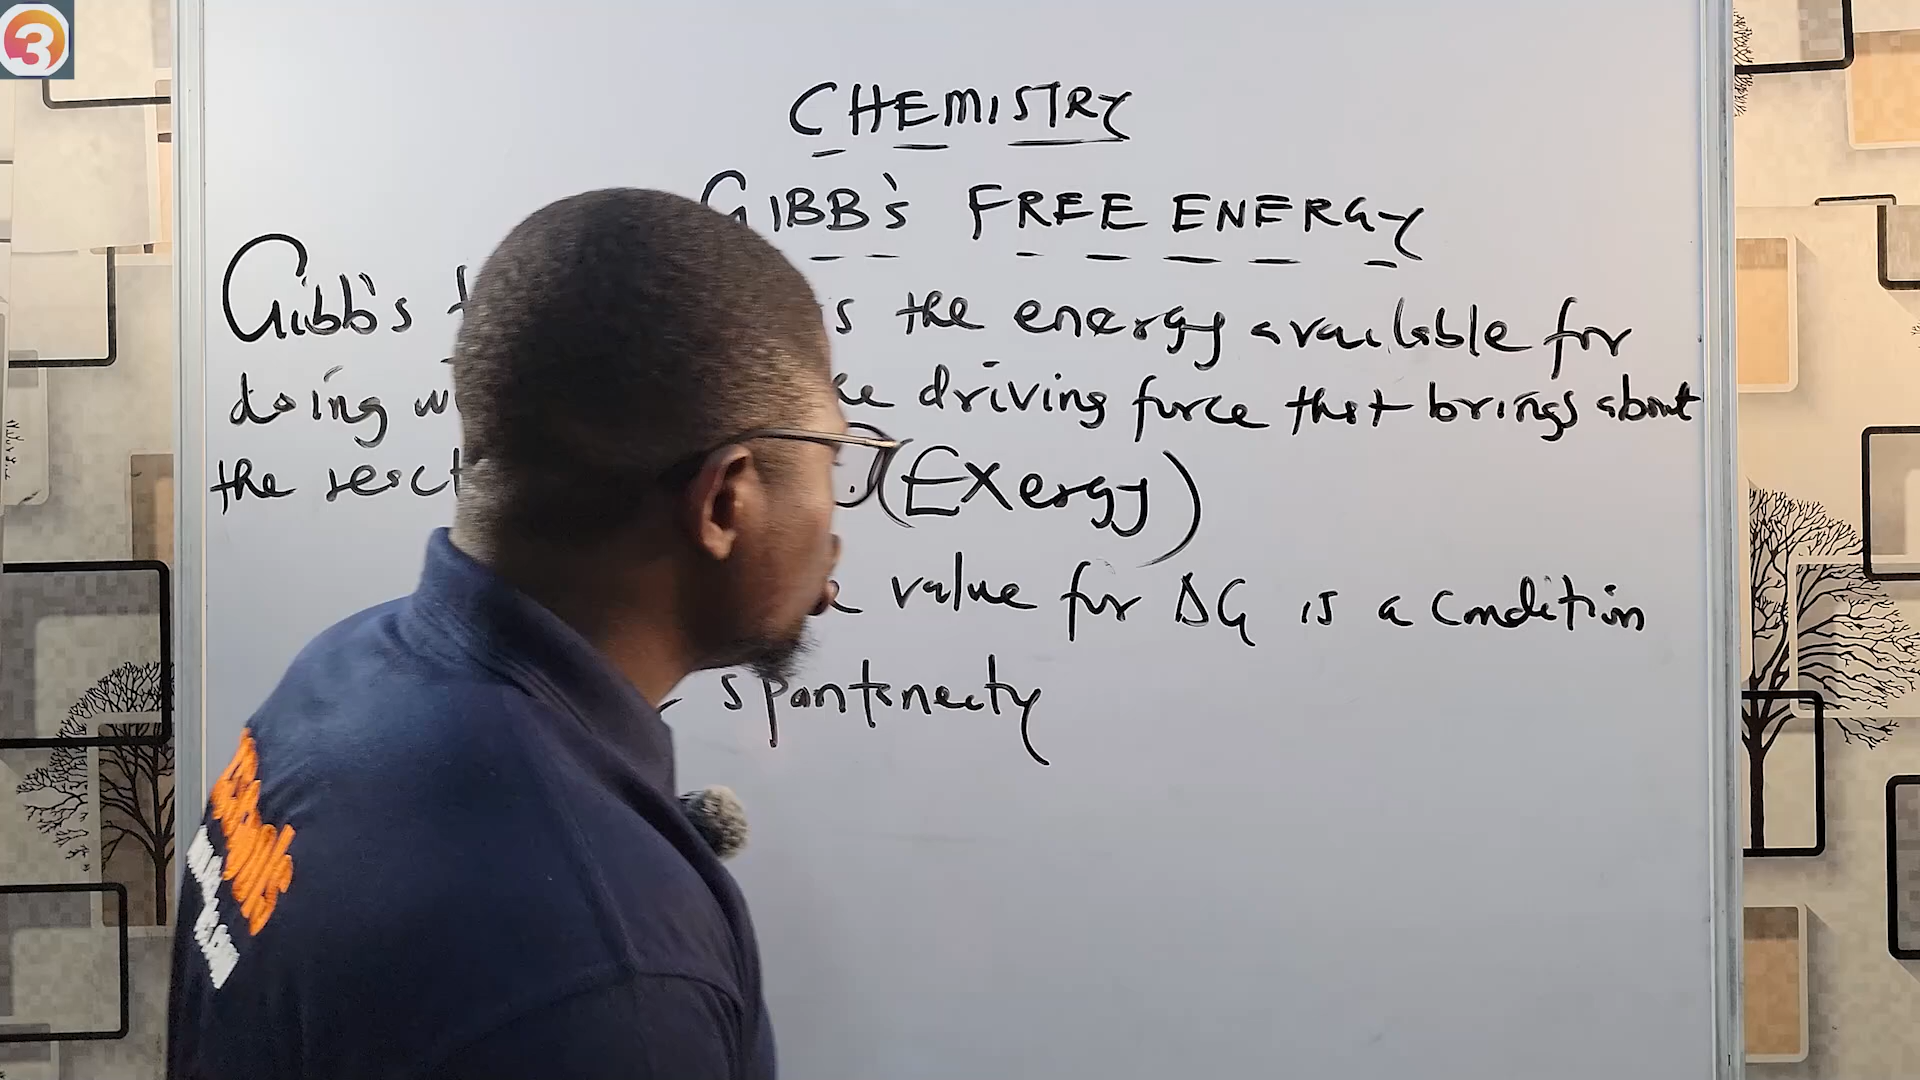 3
CHEMISTRY
GIBB's FREE ENERGY
Gibb's the energy available for
doing driving force that brings about
the (Exergy)
value for ΔG is a condition
spontaneity